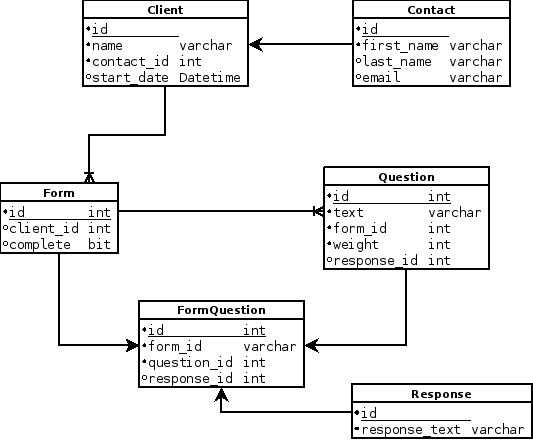 Client
id
name varchar
contact_id int
start_date Datetime
Contact
id
first_name varchar
last_name varchar
email varchar
Form
id int
client_id int
complete bit
Question
id int
text varchar
form_id int
weight int
response_id int
FormQuestion
id int
form_id varchar
question_id int
response_id int
Response
id
response_text varchar